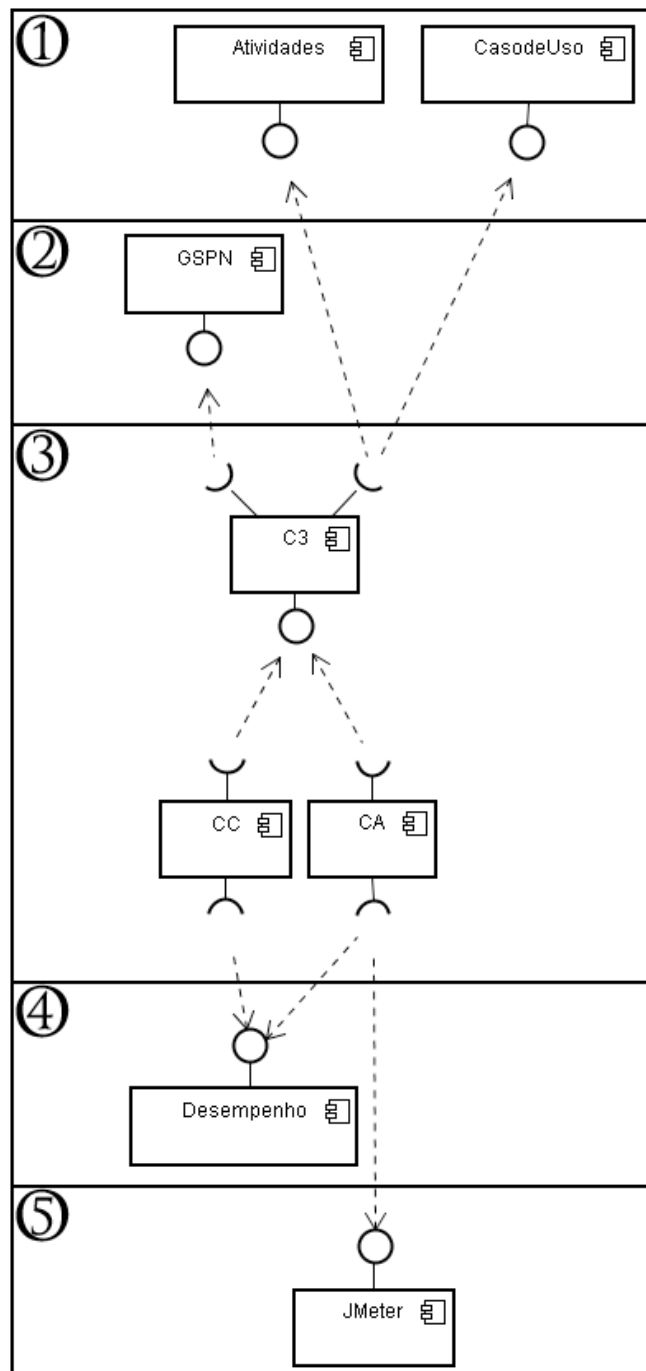 ①
Atividades
CasodeUso
②
GSPN
③
C3
CC
CA
④
Desempenho
⑤
JMeter